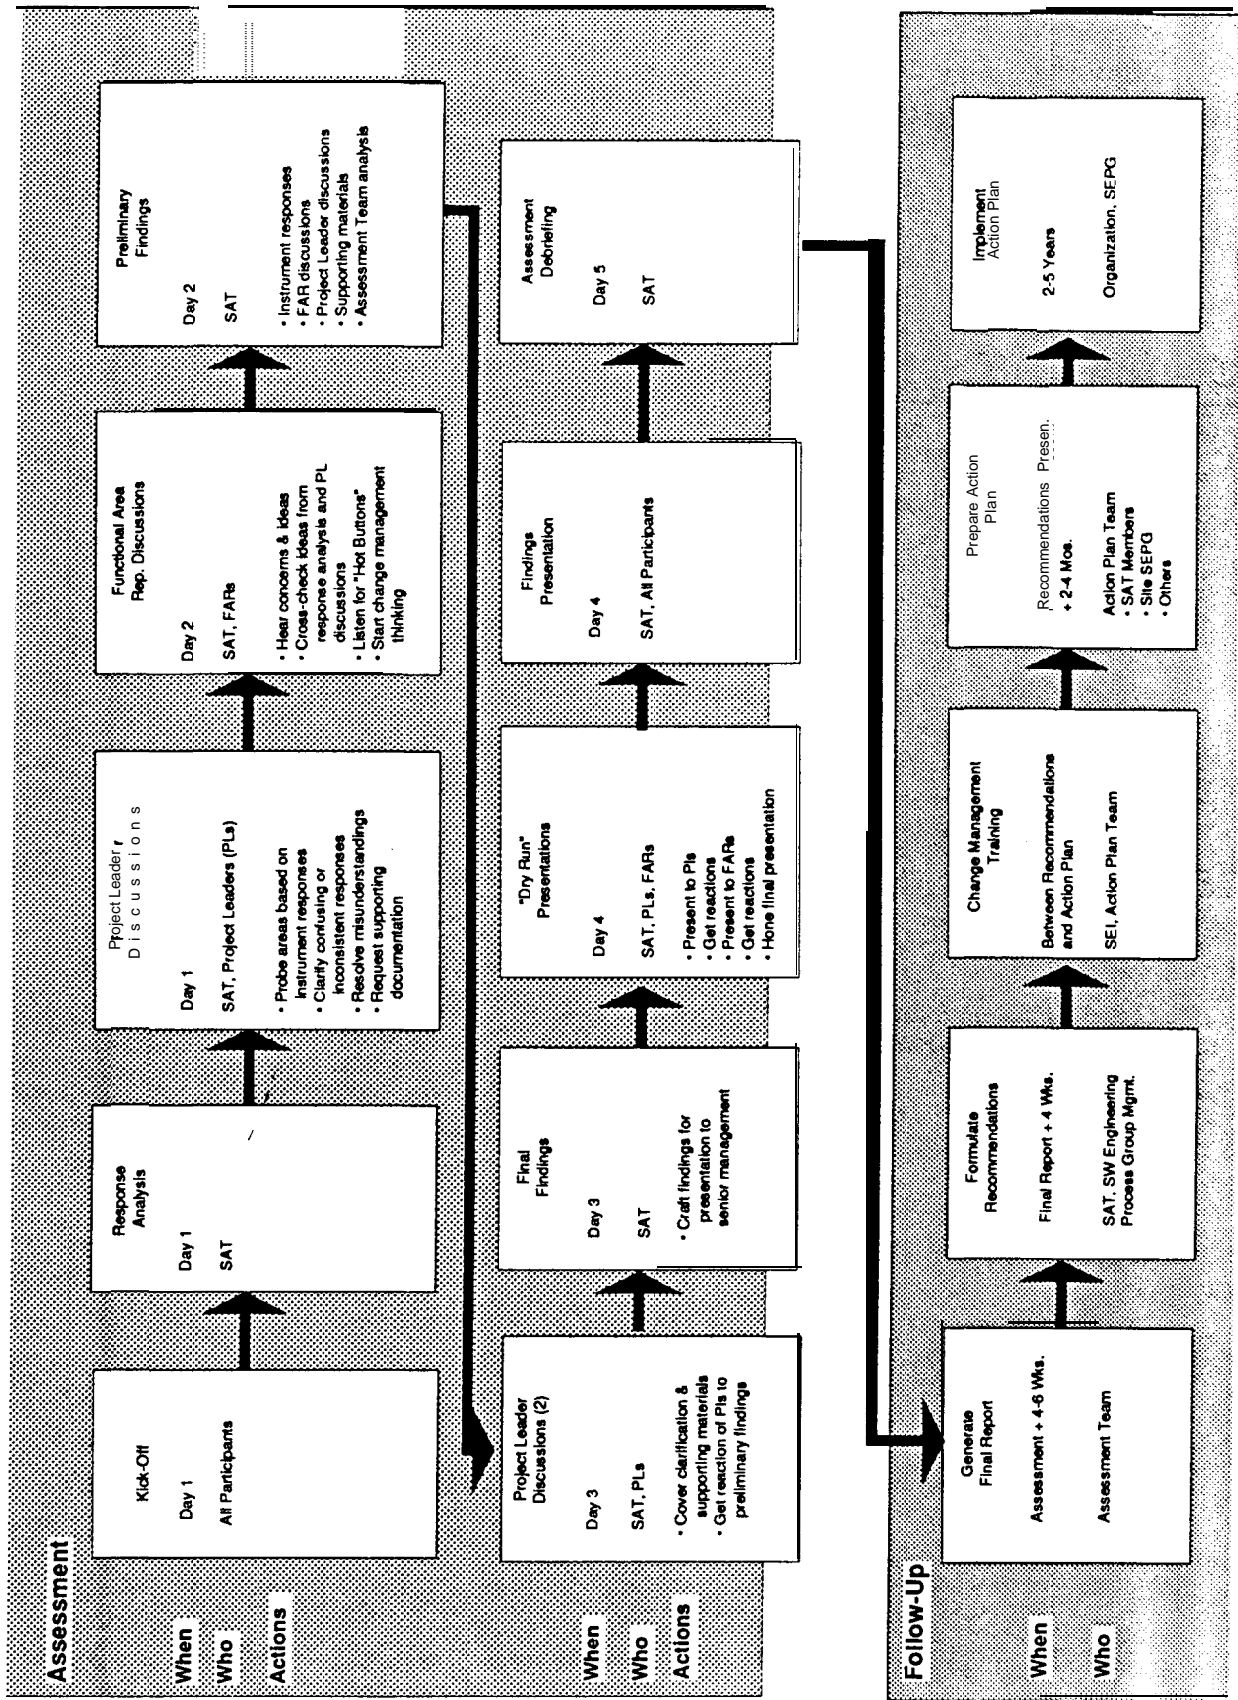 Assessment
When
Who
Actions
Kick-Off
Day 1
All Participants
Response
Analysis
Day 1
SAT
Project Leader
Discussions
Day 1
SAT, Project Leaders (PLs)
• Probe areas based on
Instrument responses
• Clarify confusing or
inconsistent responses
• Resolve misunderstandings
• Request supporting
documentation
Functional Area
Rep. Discussions
Day 2
SAT, FARs
• Hear concerns & ideas
• Cross-check ideas from
response analysis and PL
discussions
• Listen for "Hot Buttons"
• Start change management
thinking
Preliminary
Findings
Day 2
SAT
• Instrument responses
• FAR discussions
• Project Leader discussions
• Supporting materials
• Assessment Team analysis
When
Who
Actions
Project Leader
Discussions (2)
Day 3
SAT, PLs
• Cover clarification &
supporting materials
• Get reaction of Pls to
preliminary findings
Final
Findings
Day 3
SAT
• Craft findings for
presentation to
senior management
"Dry Run"
Presentations
Day 4
SAT, PLs, FARs
• Present to Pls
• Get reactions
• Present to FARs
• Get reactions
• Hone final presentation
Findings
Presentation
Day 4
SAT, All Participants
Assessment
Debriefing
Day 5
SAT
Follow-Up
When
Who
Generate
Final Report
Assessment + 4-6 Wks.
Assessment Team
Formulate
Recommendations
Final Report + 4 Wks.
SAT, SW Engineering
Process Group Mgmt.
Change Management
Training
Between Recommendations
and Action Plan
SEI, Action Plan Team
Prepare Action
Plan
Recommendations Presen.
+ 2-4 Mos.
Action Plan Team
• SAT Members
• Site SEPG
• Others
Implement
Action Plan
2-5 Years
Organization, SEPG